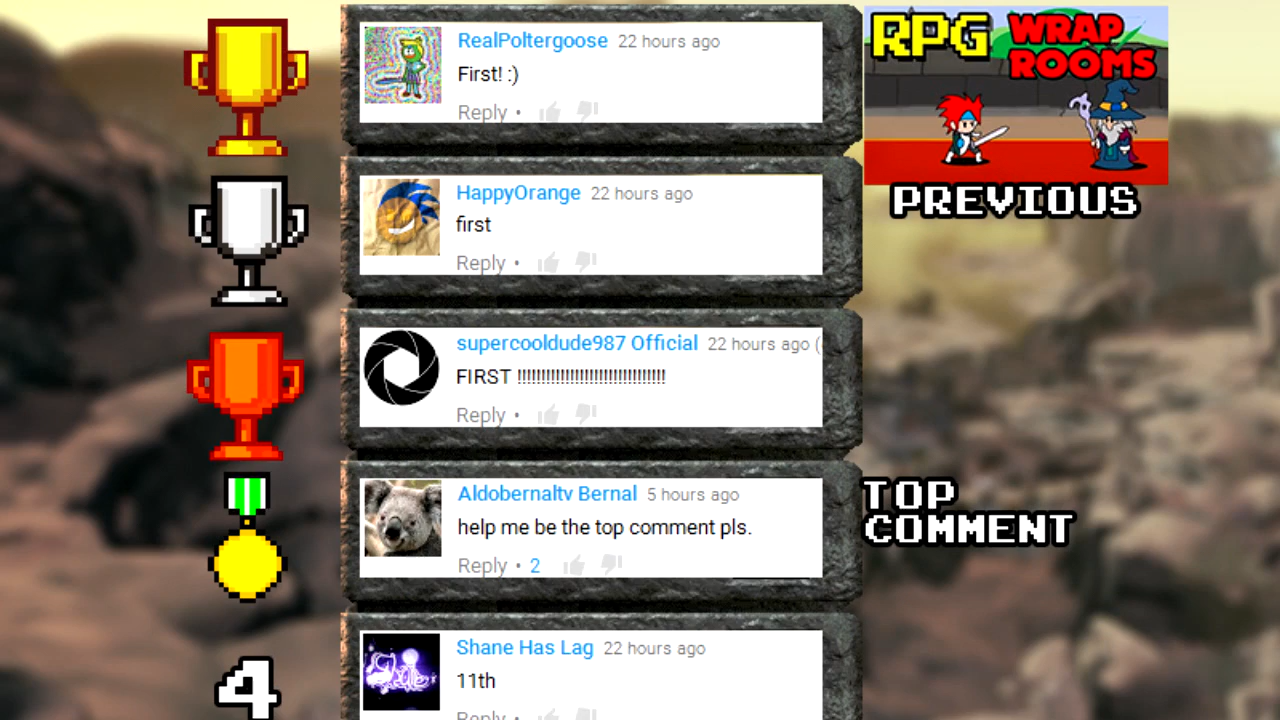 RealPoltergoose 22 hours ago
First! :)
Reply •
HappyOrange 22 hours ago
first
Reply •
supercooldude987 Official 22 hours ago (
FIRST !!!!!!!!!!!!!!!!!!!!!!!!!!!!!!!
Reply •
Aldobernaltv Bernal 5 hours ago
help me be the top comment pls.
Reply • 2
4
Shane Has Lag 22 hours ago
11th
Reply •
RPG WRAP
ROOMS
PREVIOUS
TOP
COMMENT